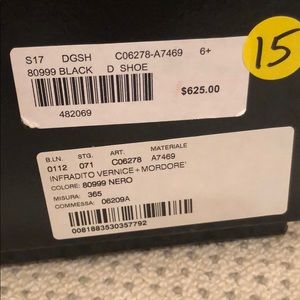 15
S17 DGSH C06278-A7469 6+
80999 BLACK D SHOE
$625.00
482069
B.I.N. STG. ART. MATERIALE
0112 071 C06278 A7469
INFRADITO VERNICE+MORDORE'
COLORE: 80999 NERO
MISURA: 365
COMMESSA: 06209A
0081883530357792